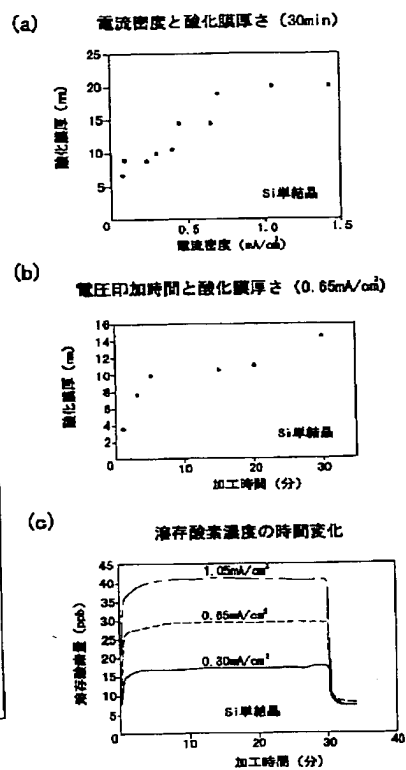 (a) 電流密度と酸化膜厚さ (30min)
酸化膜厚 (nm)
25
20
15
10
5
0
0.5
1.0
1.5
Si単結晶
電流密度 (mA/cm²)
(b)
電圧印加時間と酸化膜厚さ (0.65mA/cm²)
酸化膜厚 (nm)
16
14
12
10
8
6
4
2
10
20
30
Si単結晶
加工時間 (分)
(c)
溶存酸素濃度の時間変化
溶存酸素量 (ppb)
45
40
35
30
25
20
15
10
5
0
1.05mA/cm²
0.65mA/cm²
0.30mA/cm²
Si単結晶
0
10
20
30
40
加工時間 (分)